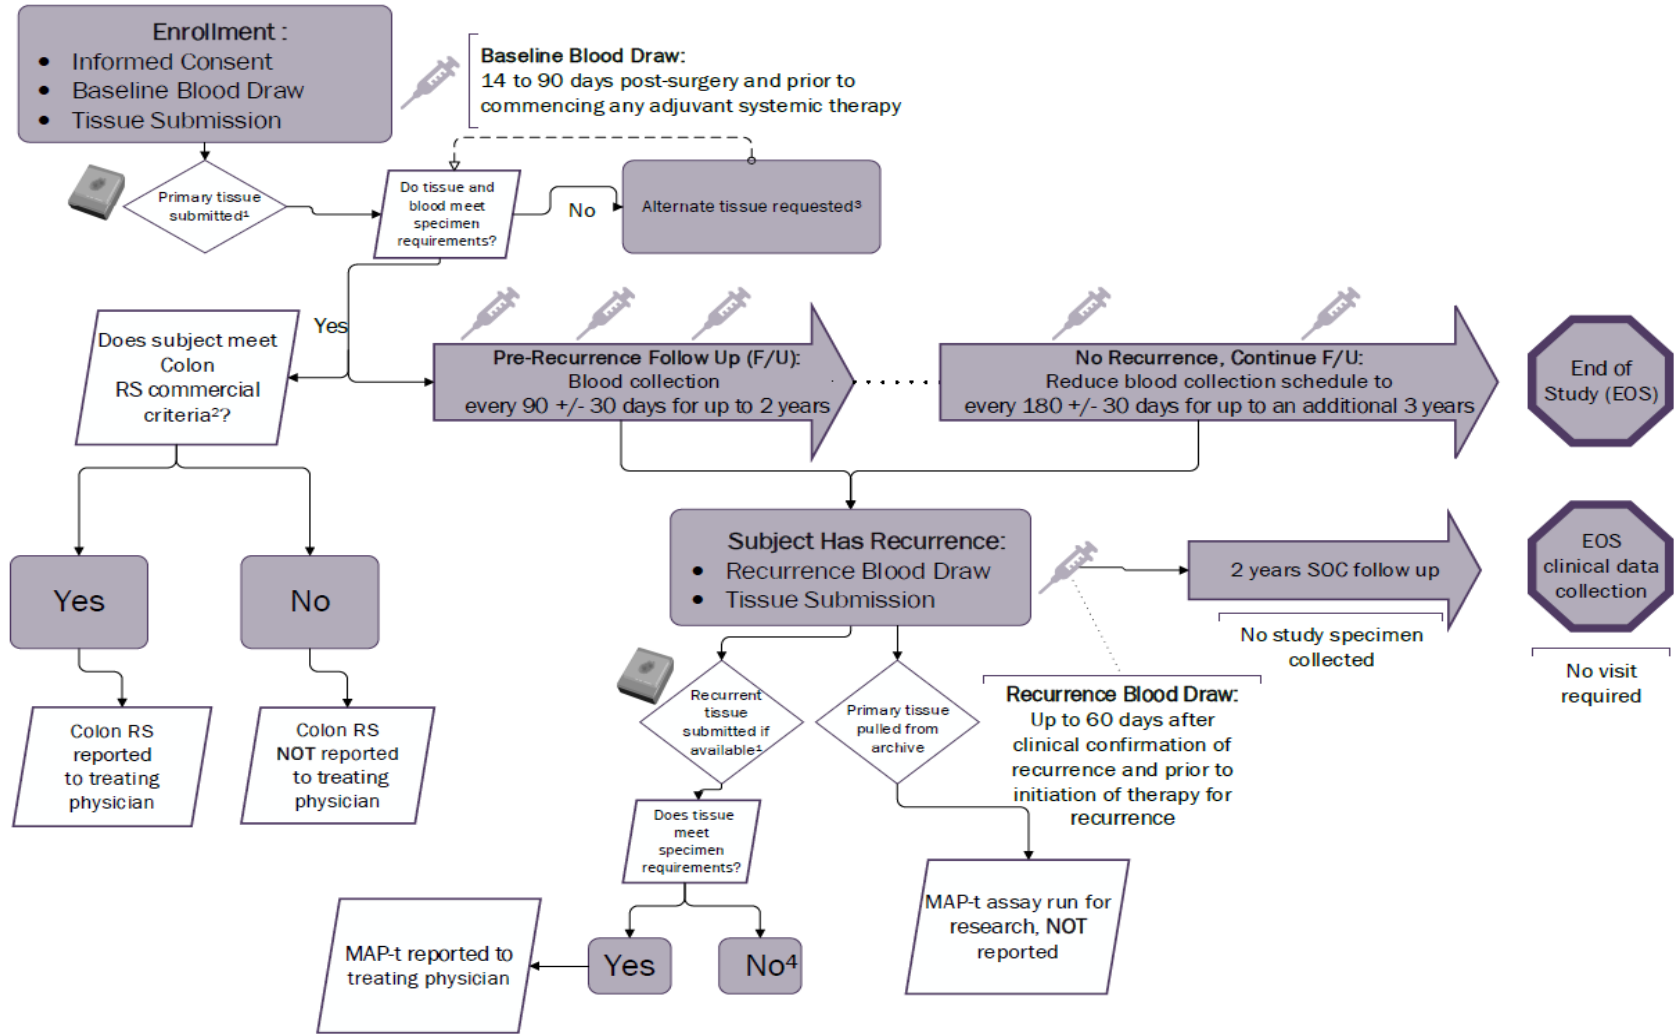 Enrollment :
• Informed Consent
• Baseline Blood Draw
• Tissue Submission
Baseline Blood Draw:
14 to 90 days post-surgery and prior to
commencing any adjuvant systemic therapy
Primary tissue
submitted¹
Do tissue and
blood meet
specimen
requirements?
No
Alternate tissue requested³
Yes
Does subject meet
Colon
RS commercial
criteria²?
Pre-Recurrence Follow Up (F/U):
Blood collection
every 90 +/- 30 days for up to 2 years
No Recurrence, Continue F/U:
Reduce blood collection schedule to
every 180 +/- 30 days for up to an additional 3 years
End of
Study (EOS)
Yes
No
Colon RS
reported
to treating
physician
Colon RS
NOT reported
to treating
physician
Subject Has Recurrence:
• Recurrence Blood Draw
• Tissue Submission
2 years SOC follow up
No study specimen
collected
EOS
clinical data
collection
No visit
required
Recurrence Blood Draw:
Up to 60 days after
clinical confirmation of
recurrence and prior to
initiation of therapy for
recurrence
Recurrent
tissue
submitted if
available¹
Primary tissue
pulled from
archive
Does tissue
meet
specimen
requirements?
Yes
No⁴
MAP-t reported to
treating physician
MAP-t assay run for
research, NOT
reported